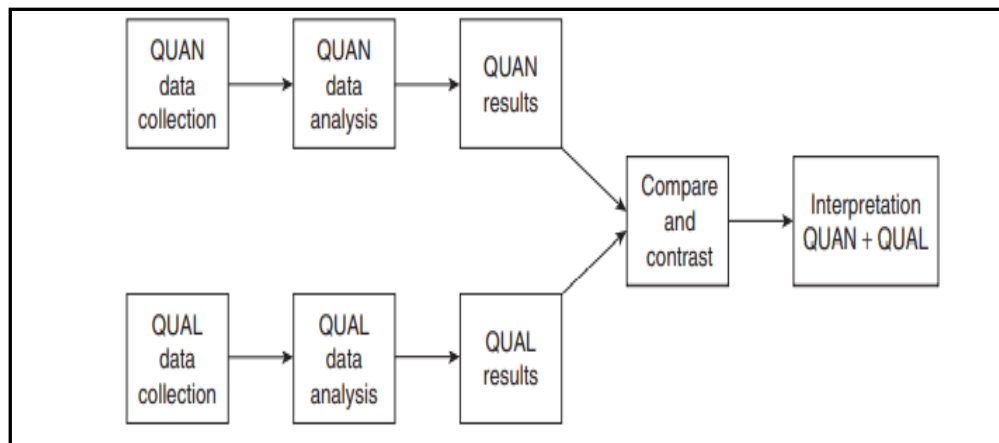 QUAN
data
collection
QUAN
data
analysis
QUAN
results
Compare
and
contrast
Interpretation
QUAN + QUAL
QUAL
data
collection
QUAL
data
analysis
QUAL
results